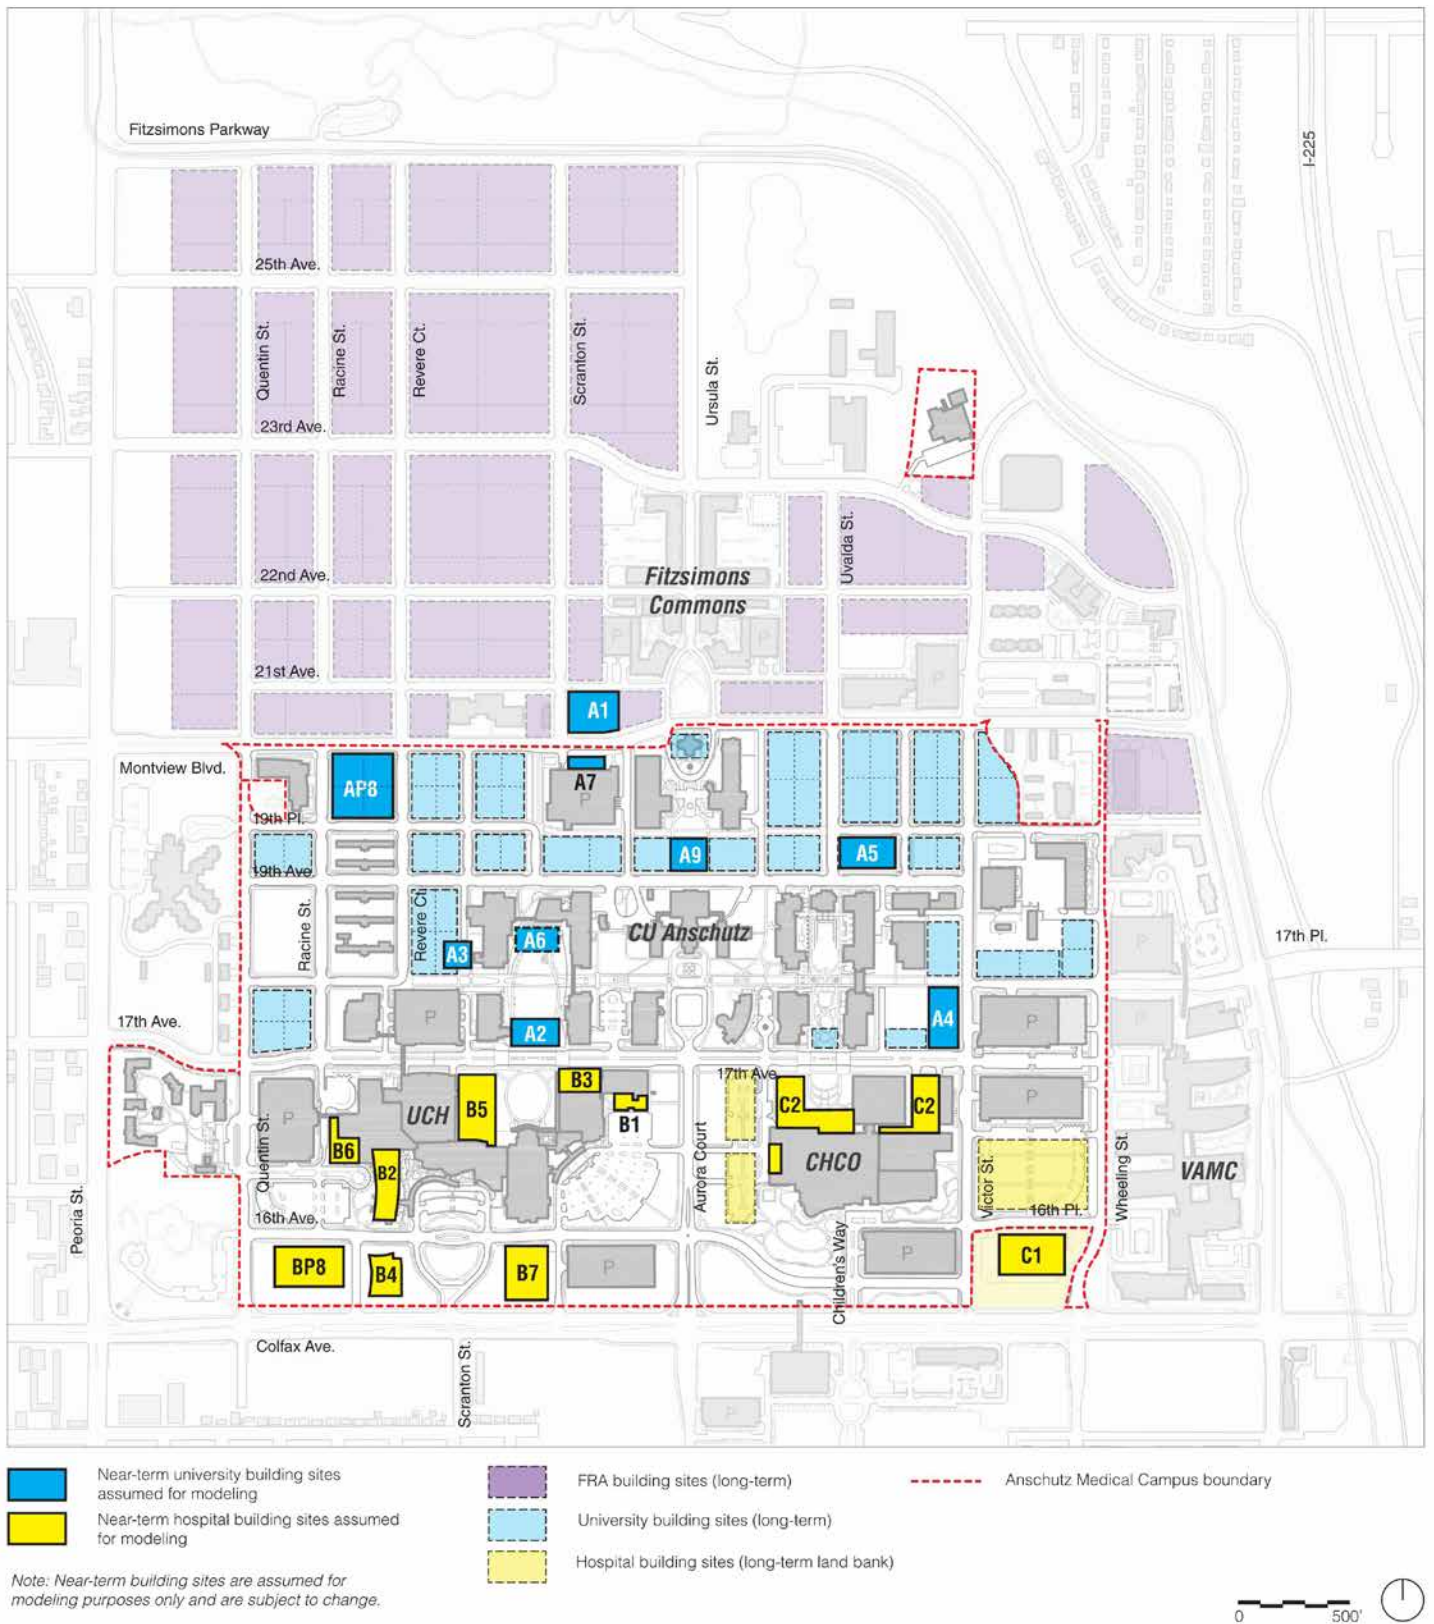 Fitzsimons Parkway
I-225
25th Ave.
Quentin St.
Racine St.
Revere Ct.
Scranton St.
Ursula St.
23rd Ave.
Uvalda St.
22nd Ave.
Fitzsimons
Commons
P
P
21st Ave.
P
A1
Montview Blvd.
AP8
A7
P
19th Pl.
A9
A5
19th Ave.
Racine St.
Revere Ct.
A3
A6
CU Anschutz
17th Pl.
17th Ave.
P
A2
A4
P
P
17th Ave.
B3
B5
UCH
B1
C2
C2
P
P
P
Quentin St.
B6
B2
Aurora Court
CHCO
Victor St.
Wheeling St.
VAMC
16th Ave.
16th Pl.
Peoria St.
BP8
B4
B7
P
Children's Way
P
C1
Colfax Ave.
Scranton St.
P
Near-term university building sites
assumed for modeling
Near-term hospital building sites assumed
for modeling
FRA building sites (long-term)
University building sites (long-term)
Hospital building sites (long-term land bank)
Anschutz Medical Campus boundary
Note: Near-term building sites are assumed for
modeling purposes only and are subject to change.
0 500'